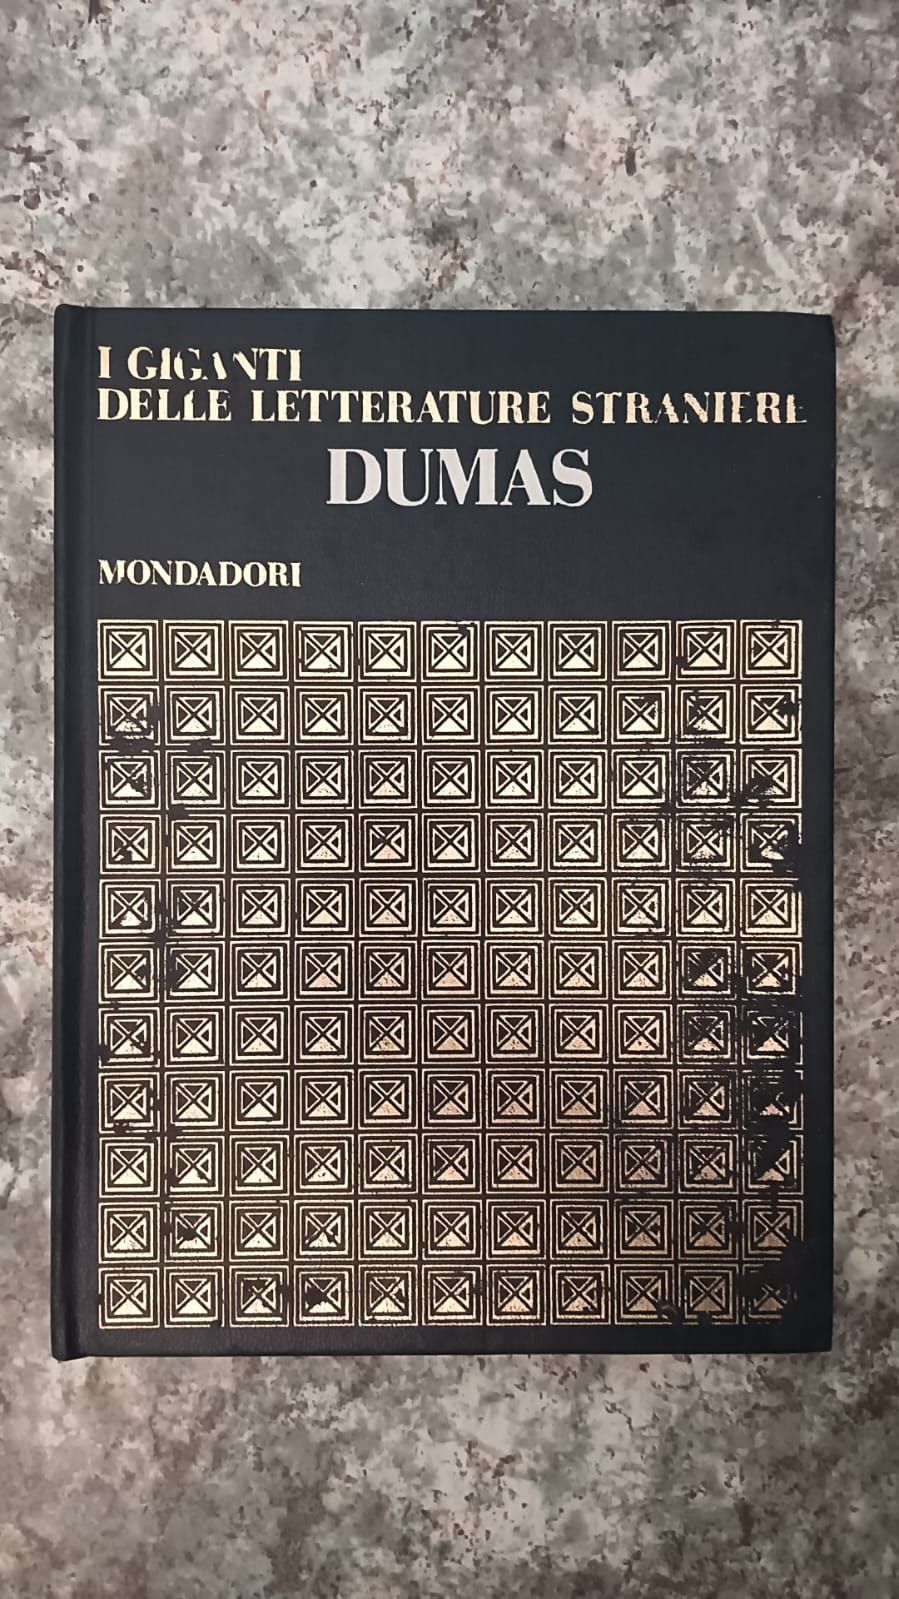 I GIGANTI
DELLE LETTERATURE STRANIERE
DUMAS
MONDADORI